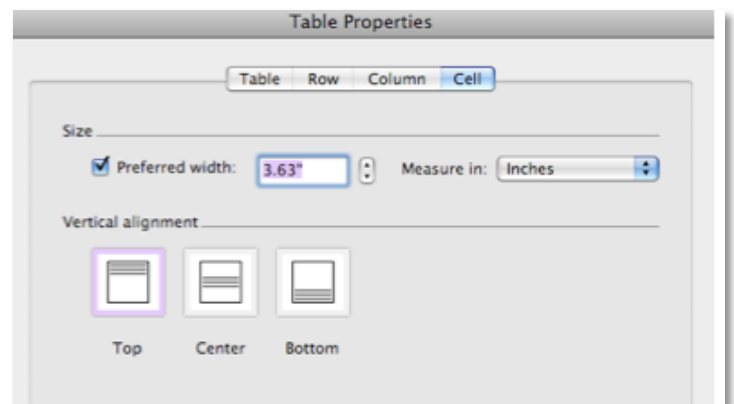 Table Properties
Table Row Column Cell
Size
Preferred width: 3.63" Measure in: Inches
Vertical alignment
Top Center Bottom